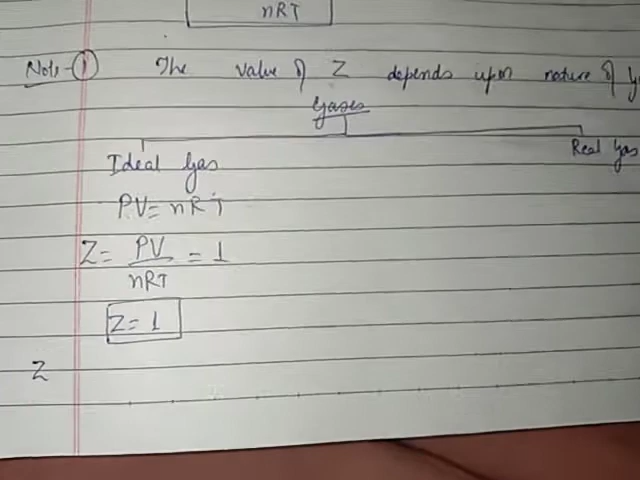 nRT
Note-① The value of Z depends upon nature of
gases
Ideal gas Real gas
PV = nRT
Z = PV / nRT = 1
Z = 1
Z